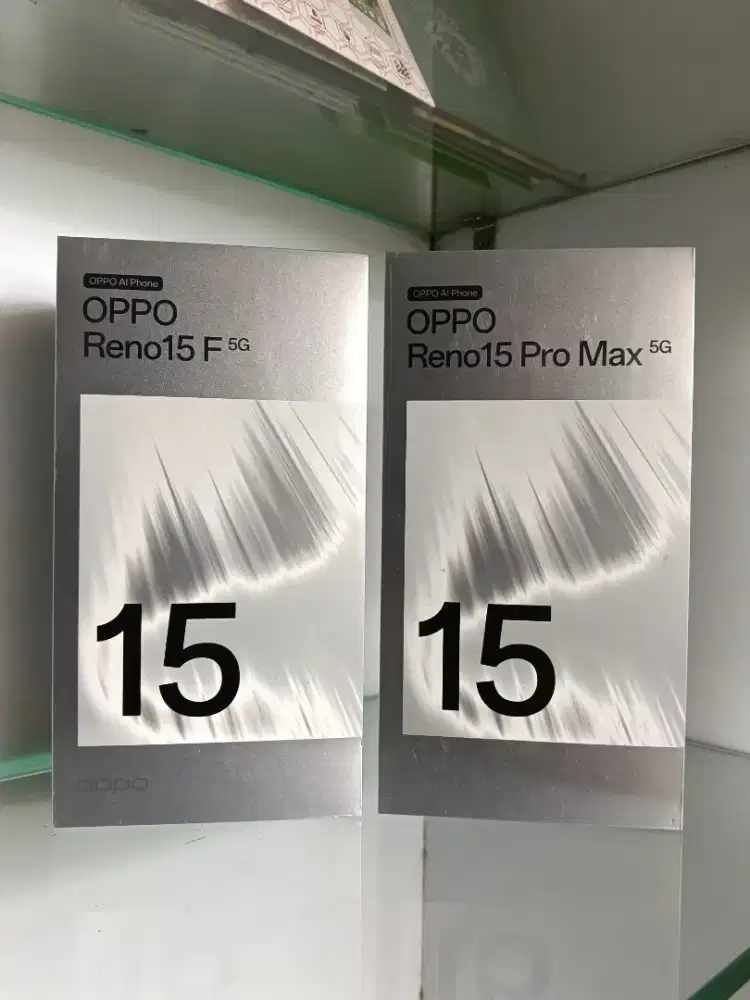 OPPO AI Phone
OPPO
Reno15 F 5G
15
oppo
OPPO AI Phone
OPPO
Reno15 Pro Max 5G
15